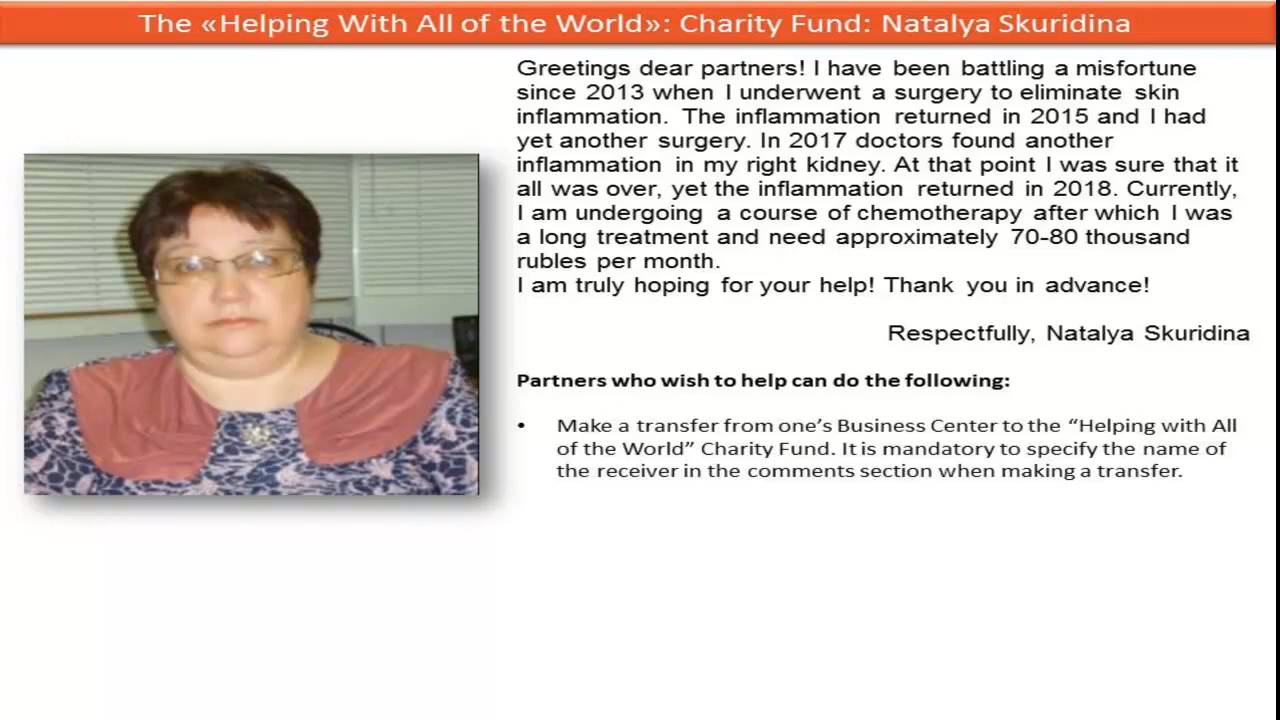 The «Helping With All of the World»: Charity Fund: Natalya Skuridina
Greetings dear partners! I have been battling a misfortune
since 2013 when I underwent a surgery to eliminate skin
inflammation. The inflammation returned in 2015 and I had
yet another surgery. In 2017 doctors found another
inflammation in my right kidney. At that point I was sure that it
all was over, yet the inflammation returned in 2018. Currently,
I am undergoing a course of chemotherapy after which I was
a long treatment and need approximately 70-80 thousand
rubles per month.
I am truly hoping for your help! Thank you in advance!
Respectfully, Natalya Skuridina
Partners who wish to help can do the following:
• Make a transfer from one’s Business Center to the “Helping with All
of the World” Charity Fund. It is mandatory to specify the name of
the receiver in the comments section when making a transfer.